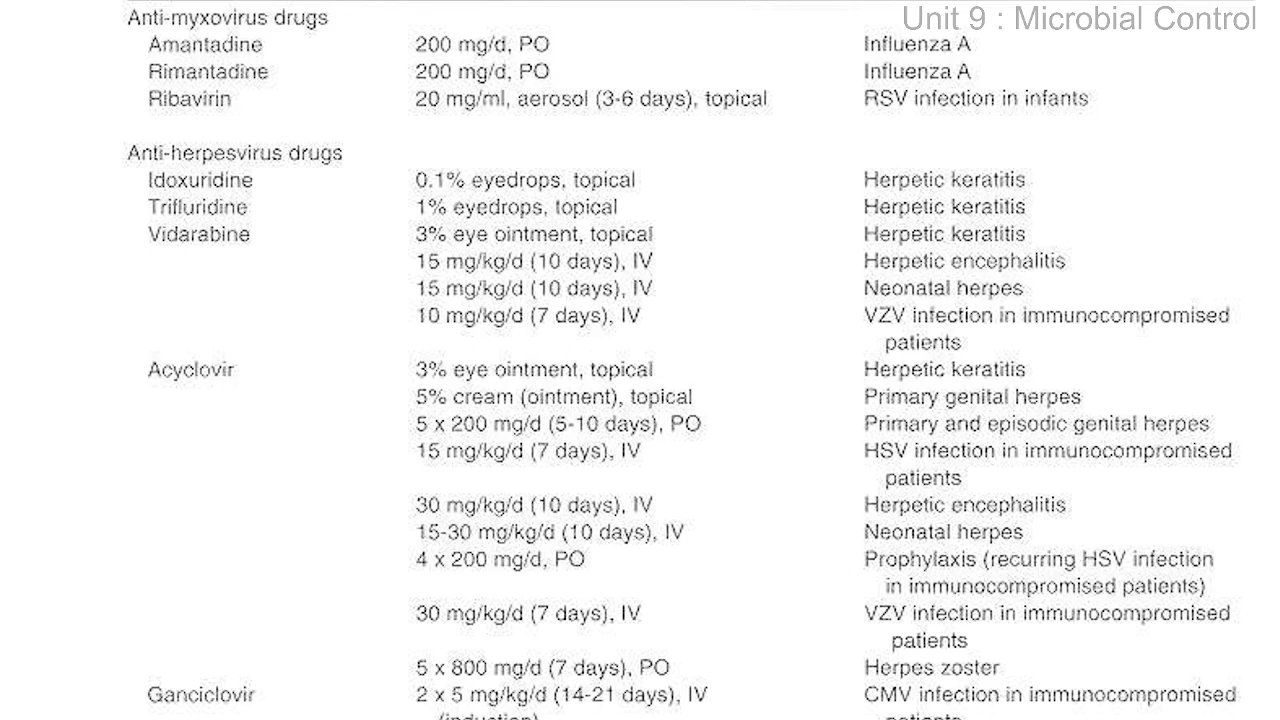 Unit 9 : Microbial Control
Anti-myxovirus drugs
Amantadine 200 mg/d, PO Influenza A
Rimantadine 200 mg/d, PO Influenza A
Ribavirin 20 mg/ml, aerosol (3-6 days), topical RSV infection in infants
Anti-herpesvirus drugs
Idoxuridine 0.1% eyedrops, topical Herpetic keratitis
Trifluridine 1% eyedrops, topical Herpetic keratitis
Vidarabine 3% eye ointment, topical Herpetic keratitis
15 mg/kg/d (10 days), IV Herpetic encephalitis
15 mg/kg/d (10 days), IV Neonatal herpes
10 mg/kg/d (7 days), IV VZV infection in immunocompromised
patients
Acyclovir 3% eye ointment, topical Herpetic keratitis
5% cream (ointment), topical Primary genital herpes
5 x 200 mg/d (5-10 days), PO Primary and episodic genital herpes
15 mg/kg/d (7 days), IV HSV infection in immunocompromised
patients
30 mg/kg/d (10 days), IV Herpetic encephalitis
15-30 mg/kg/d (10 days), IV Neonatal herpes
4 x 200 mg/d, PO Prophylaxis (recurring HSV infection
in immunocompromised patients)
30 mg/kg/d (7 days), IV VZV infection in immunocompromised
patients
5 x 800 mg/d (7 days), PO Herpes zoster
Ganciclovir 2 x 5 mg/kg/d (14-21 days), IV CMV infection in immunocompromised
(induction) patients